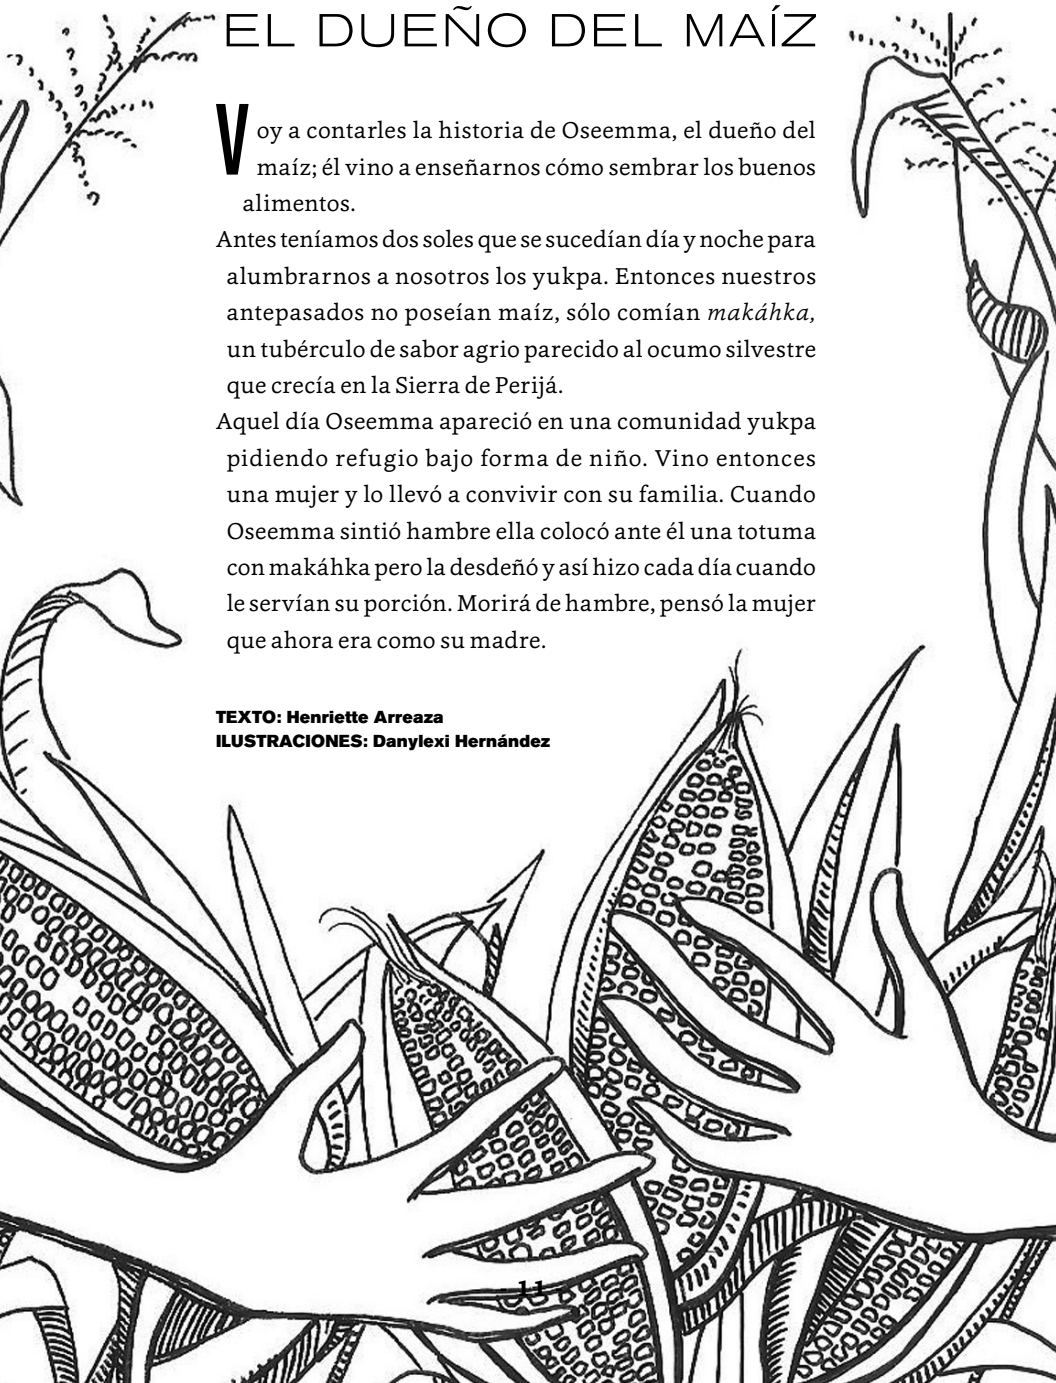 EL DUEÑO DEL MAÍZ
Voy a contarles la historia de Oseemma, el dueño del
maíz; él vino a enseñarnos cómo sembrar los buenos
alimentos.
Antes teníamos dos soles que se sucedían día y noche para
alumbrarnos a nosotros los yukpa. Entonces nuestros
antepasados no poseían maíz, sólo comían makáhka,
un tubérculo de sabor agrio parecido al ocumo silvestre
que crecía en la Sierra de Perijá.
Aquel día Oseemma apareció en una comunidad yukpa
pidiendo refugio bajo forma de niño. Vino entonces
una mujer y lo llevó a convivir con su familia. Cuando
Oseemma sintió hambre ella colocó ante él una totuma
con makáhka pero la desdeñó y así hizo cada día cuando
le servían su porción. Morirá de hambre, pensó la mujer
que ahora era como su madre.
TEXTO: Henriette Arreaza
ILUSTRACIONES: Danylexi Hernández
11